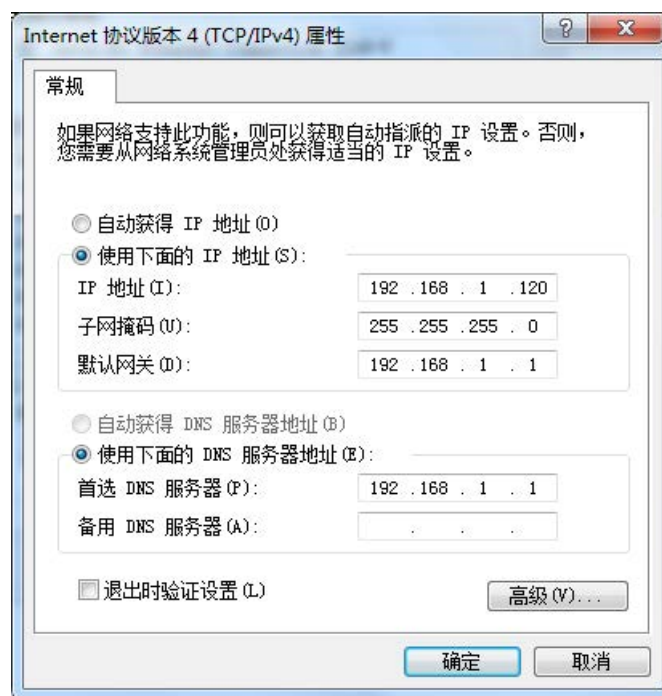 Internet 协议版本 4 (TCP/IPv4) 属性
常规
如果网络支持此功能，则可以获取自动指派的 IP 设置。否则，
您需要从网络系统管理员处获得适当的 IP 设置。
自动获得 IP 地址(O)
使用下面的 IP 地址(S):
IP 地址(I): 192 .168 . 1 .120
子网掩码(U): 255 .255 .255 . 0
默认网关(D): 192 .168 . 1 . 1
自动获得 DNS 服务器地址(B)
使用下面的 DNS 服务器地址(E):
首选 DNS 服务器(P): 192 .168 . 1 . 1
备用 DNS 服务器(A): . . .
退出时验证设置(L)
高级(V)...
确定 取消